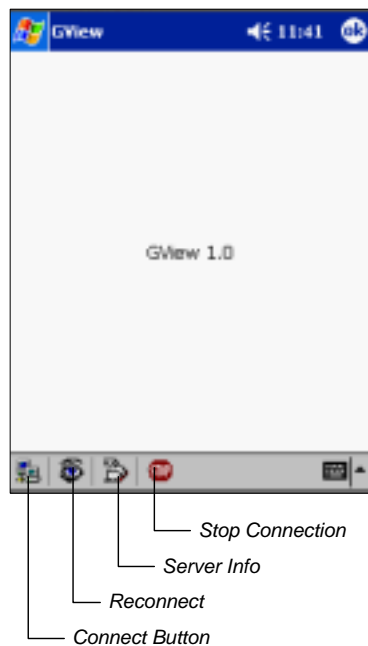 GView 11:41 ok
GView 1.0
Stop Connection
Server Info
Reconnect
Connect Button